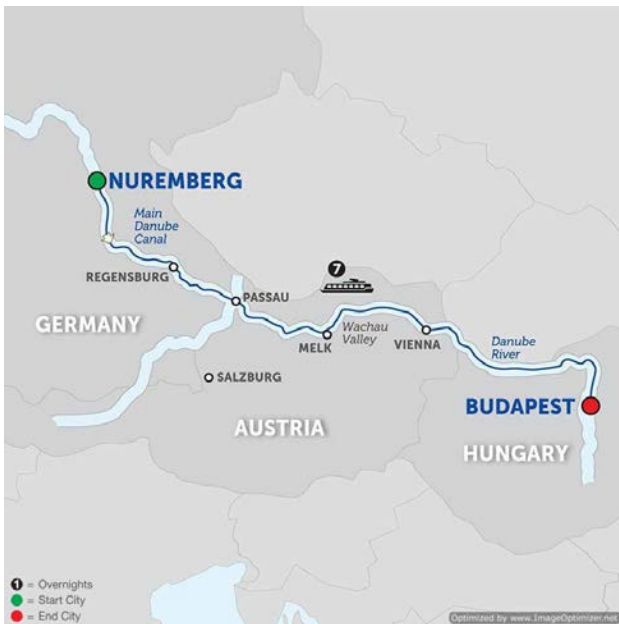 NUREMBERG
Main
Danube
Canal
REGENSBURG
PASSAU
GERMANY
7
MELK
Wachau
Valley
VIENNA
Danube
River
SALZBURG
BUDAPEST
AUSTRIA
HUNGARY
1 = Overnights
= Start City
= End City
Optimized by www.ImageOptimizer.net